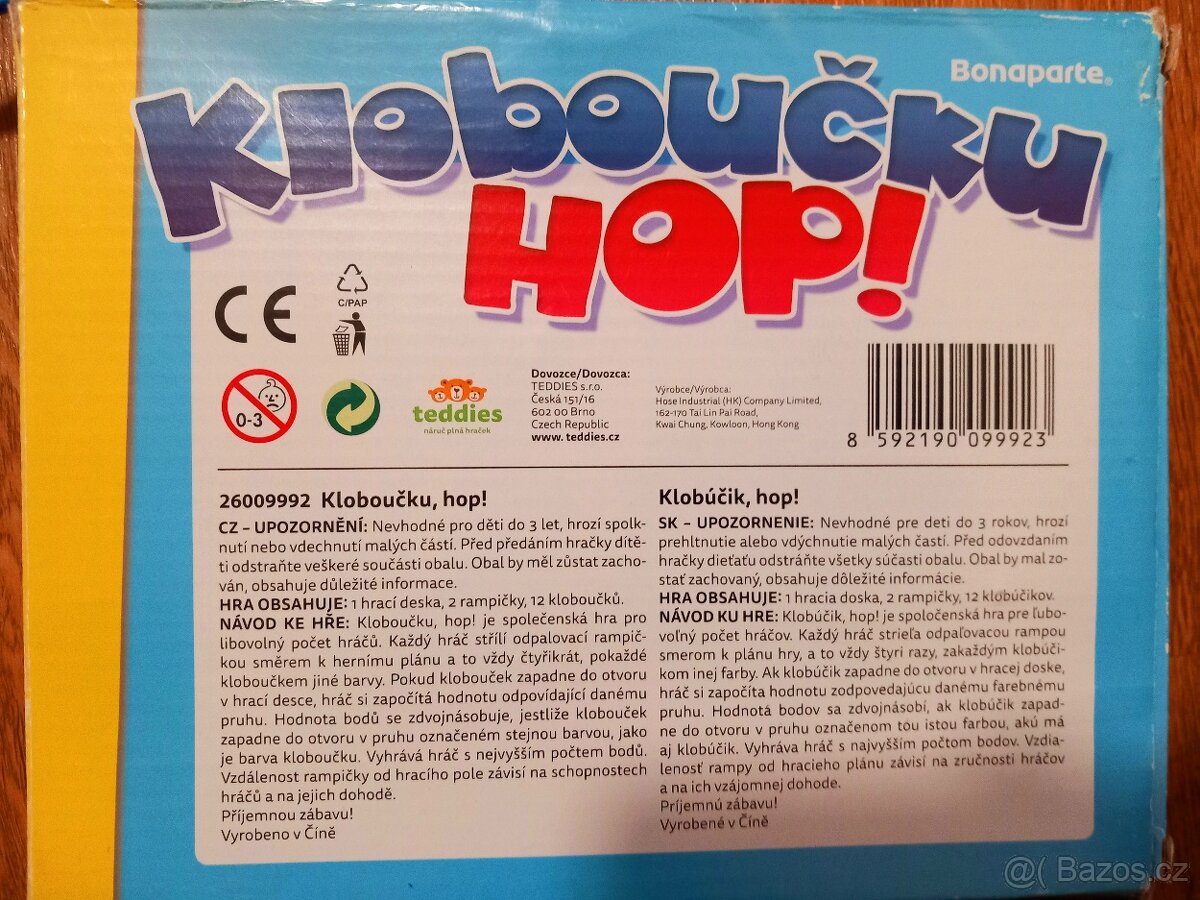 Bonaparte®
Kloboučku
HOP!
CE
C/PAP
0-3
teddies
náruč plná hraček
Dovozce/Dovozca:
TEDDIES s.r.o.
Česká 151/16
602 00 Brno
Czech Republic
www.teddies.cz
Výrobce/Výrobca:
Hose Industrial (HK) Company Limited,
162-170 Tai Lin Pai Road,
Kwai Chung, Kowloon, Hong Kong
8 592190 099923
26009992 Kloboučku, hop!
CZ – UPOZORNĚNÍ: Nevhodné pro děti do 3 let, hrozí spolk-
nutí nebo vdechnutí malých částí. Před předáním hračky dítě-
ti odstraňte veškeré součásti obalu. Obal by měl zůstat zacho-
ván, obsahuje důležité informace.
HRA OBSAHUJE: 1 hrací deska, 2 rampičky, 12 kloboučků.
NÁVOD KE HŘE: Kloboučku, hop! je společenská hra pro
libovolný počet hráčů. Každý hráč střílí odpalovací rampič-
kou směrem k hernímu plánu a to vždy čtyřikrát, pokaždé
kloboučkem jiné barvy. Pokud klobouček zapadne do otvoru
v hrací desce, hráč si započítá hodnotu odpovídající danému
pruhu. Hodnota bodů se zdvojnásobuje, jestliže klobouček
zapadne do otvoru v pruhu označeném stejnou barvou, jako
je barva kloboučku. Vyhrává hráč s nejvyšším počtem bodů.
Vzdálenost rampičky od hracího pole závisí na schopnostech
hráčů a na jejich dohodě.
Příjemnou zábavu!
Vyrobeno v Číně
Klobúčik, hop!
SK – UPOZORNENIE: Nevhodné pre deti do 3 rokov, hrozí
prehltnutie alebo vdýchnutie malých častí. Pred odovzdaním
hračky dieťaťu odstráňte všetky súčasti obalu. Obal by mal zo-
stať zachovaný, obsahuje dôležité informácie.
HRA OBSAHUJE: 1 hracia doska, 2 rampičky, 12 klobúčikov.
NÁVOD KU HRE: Klobúčik, hop! je spoločenská hra pre ľubo-
voľný počet hráčov. Každý hráč strieľa odpaľovacou rampou
smerom k plánu hry, a to vždy štyri razy, zakaždým klobúči-
kom inej farby. Ak klobúčik zapadne do otvoru v hracej doske,
hráč si započíta hodnotu zodpovedajúcu danému farebnému
pruhu. Hodnotá bodov sa zdvojnásobí, ak klobúčik zapad-
ne do otvoru v pruhu označenom tou istou farbou, akú má
aj klobúčik. Vyhráva hráč s najvyšším počtom bodov. Vzdia-
lenosť rampy od hracieho plánu závisí na zručnosti hráčov
a na ich vzájomnej dohode.
Príjemnú zábavu!
Vyrobené v Číně
@( Bazos.cz